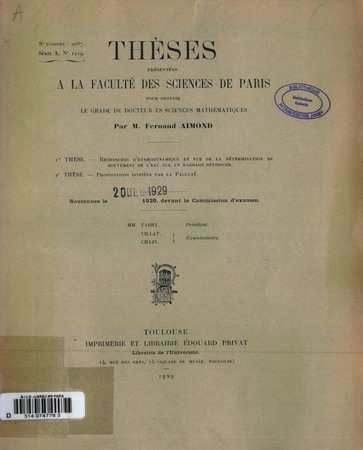 A
N° D'ORDRE : 2087.
SÉRIE A. N° 1219.
THÈSES
PRÉSENTÉES
A LA FACULTÉ DES SCIENCES DE PARIS
POUR OBTENIR
LE GRADE DE DOCTEUR ÈS SCIENCES MATHÉMATIQUES
Par M. Fernand AIMOND
BIBLIOTHÈQUE
1re THÈSE. — RECHERCHES D'HYDRODYNAMIQUE EN VUE DE LA DÉTERMINATION DU
MOUVEMENT DE L'EAU SUR UN BARRAGE DÉVERSOIR.
2e THÈSE. — PROPOSITIONS DONNÉES PAR LA FACULTÉ.
20 DEC 1929
Soutenues le 1929, devant la Commission d'examen.
MM. FABRY, Président.
VILLAT,
CHAZY, Examinateurs.
TOULOUSE
IMPRIMERIE ET LIBRAIRIE ÉDOUARD PRIVAT
Librairie de l'Université.
14, RUE DES ARTS, 14 (SQUARE DU MUSÉE, TOULOUSE)
1929
D 314 074776 3